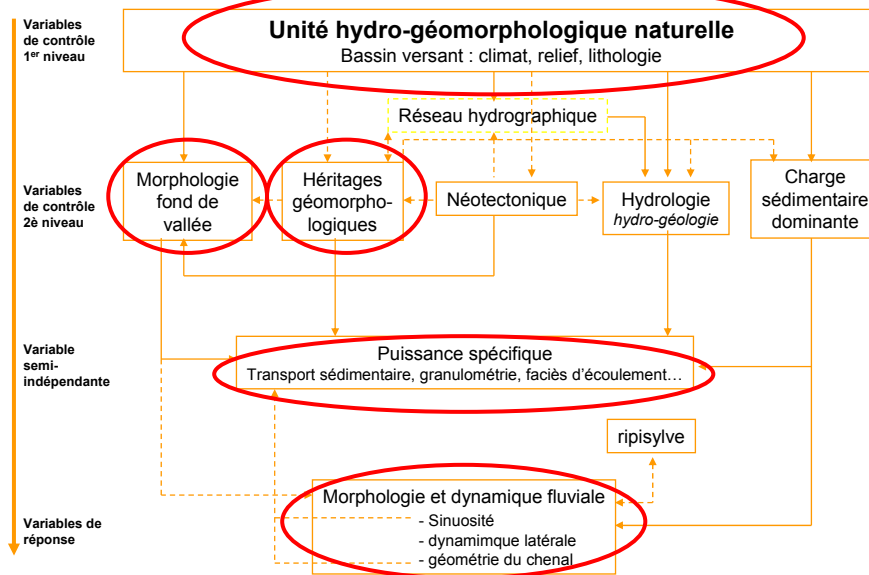 Variables
de contrôle
1er niveau
Unité hydro-géomorphologique naturelle
Bassin versant : climat, relief, lithologie
Réseau hydrographique
Variables
de contrôle
2è niveau
Morphologie
fond de
vallée
Héritages
géomorpho-
logiques
Néotectonique
Hydrologie
hydro-géologie
Charge
sédimentaire
dominante
Variable
semi-
indépendante
Puissance spécifique
Transport sédimentaire, granulométrie, faciès d'écoulement…
ripisylve
Variables de
réponse
Morphologie et dynamique fluviale
- Sinuosité
- dynamimque latérale
- géométrie du chenal